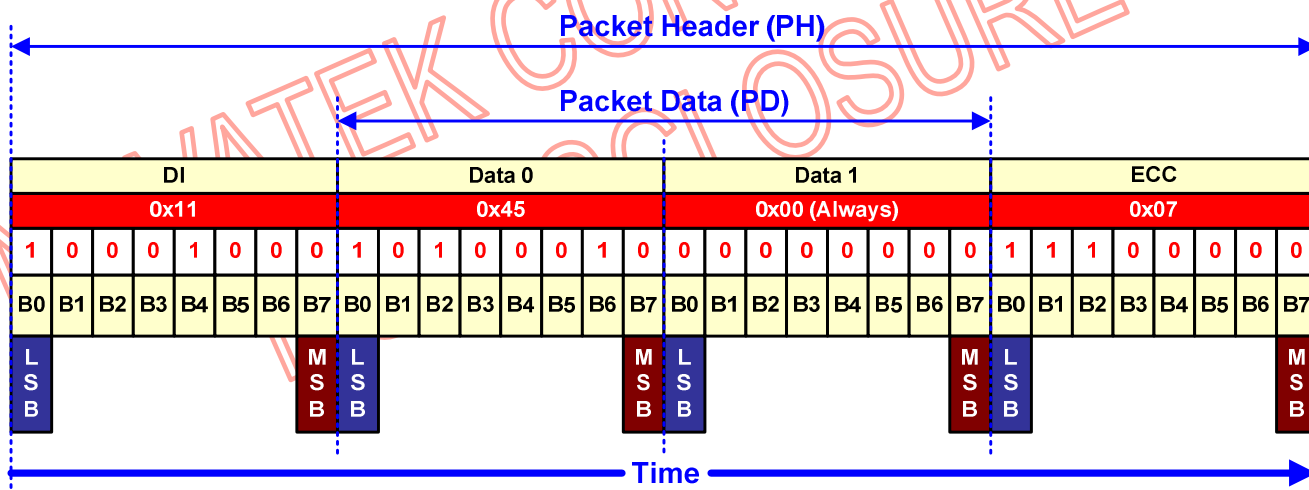 Packet Header (PH)
Packet Data (PD)
DI Data 0 Data 1 ECC
0x11 0x45 0x00 (Always) 0x07
1 0 0 0 1 0 0 0 1 0 1 0 0 0 1 0 0 0 0 0 0 0 0 0 1 1 1 0 0 0 0 0
B0 B1 B2 B3 B4 B5 B6 B7 B0 B1 B2 B3 B4 B5 B6 B7 B0 B1 B2 B3 B4 B5 B6 B7 B0 B1 B2 B3 B4 B5 B6 B7
LSB MSB LSB MSB LSB MSB LSB MSB
Time